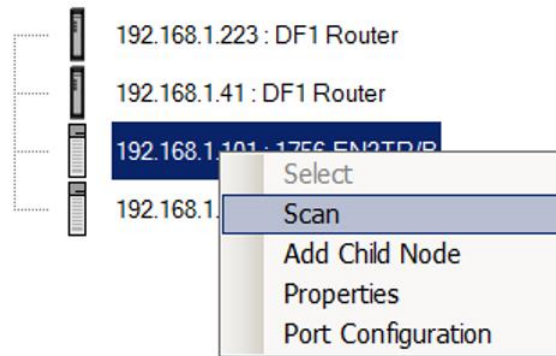 192.168.1.223 : DF1 Router
192.168.1.41 : DF1 Router
192.168.1.101 : 1756-EN2TR/B
Select
192.168.1.
Scan
Add Child Node
Properties
Port Configuration